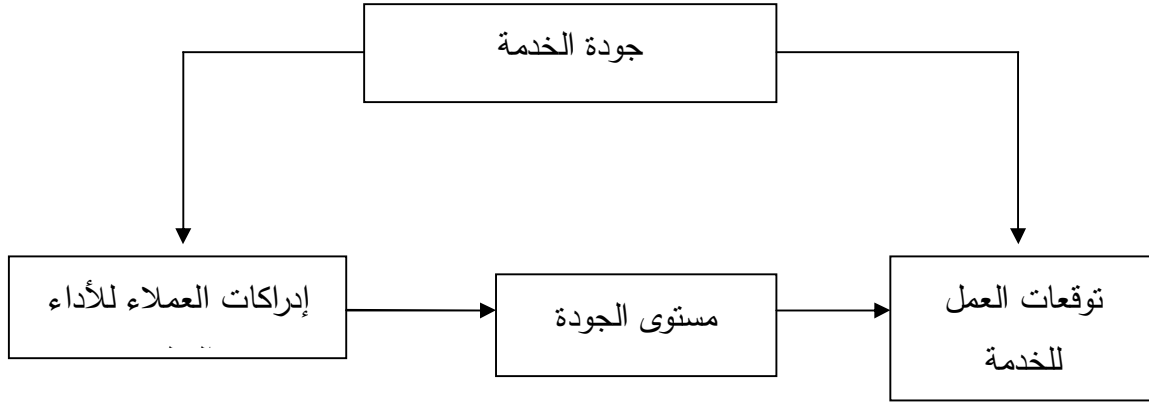 جودة الخدمة
توقعات العمل
للخدمة
مستوى الجودة
إدراكات العملاء للأداء